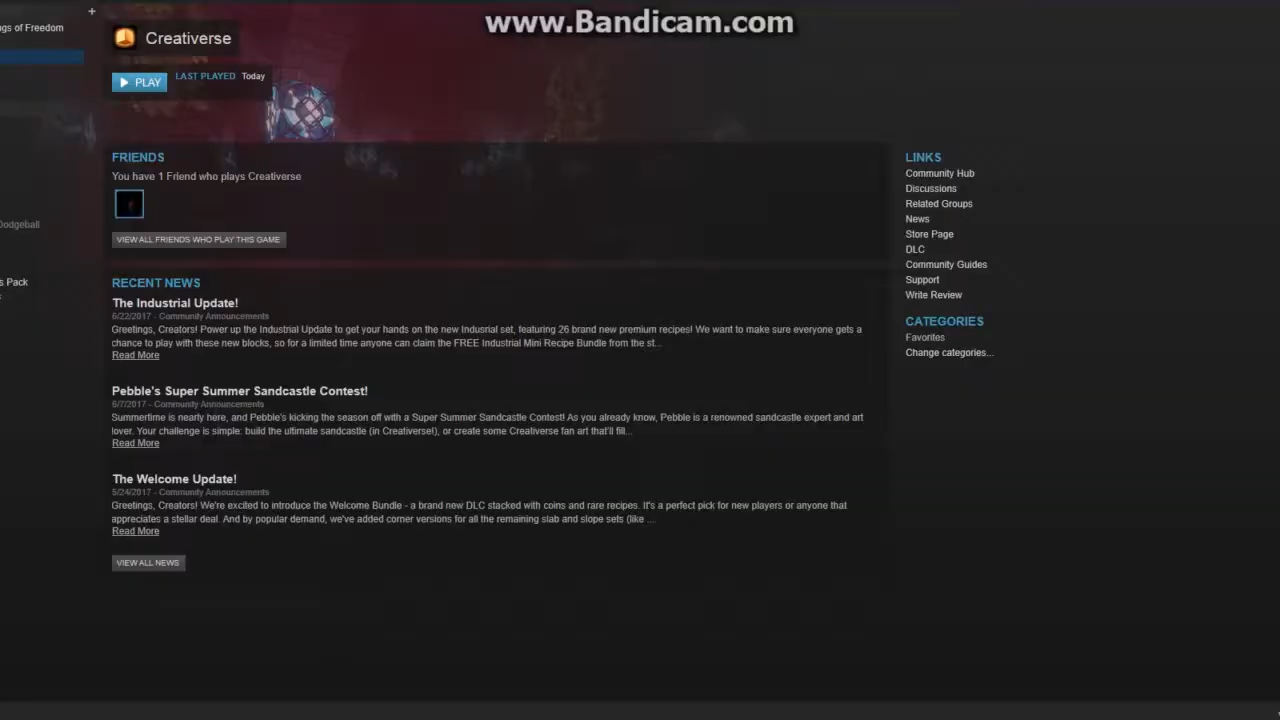 www.Bandicam.com
+
ngs of Freedom
Creativerse
PLAY
LAST PLAYED Today
FRIENDS
You have 1 Friend who plays Creativerse
VIEW ALL FRIENDS WHO PLAY THIS GAME
Dodgeball
s Pack
RECENT NEWS
The Industrial Update!
6/22/2017 - Community Announcements
Greetings, Creators! Power up the Industrial Update to get your hands on the new Indusrial set, featuring 26 brand new premium recipes! We want to make sure everyone gets a
chance to play with these new blocks, so for a limited time anyone can claim the FREE Industrial Mini Recipe Bundle from the st...
Read More
Pebble's Super Summer Sandcastle Contest!
6/7/2017 - Community Announcements
Summertime is nearly here, and Pebble's kicking the season off with a Super Summer Sandcastle Contest! As you already know, Pebble is a renowned sandcastle expert and art
lover. Your challenge is simple: build the ultimate sandcastle (in Creativerse!), or create some Creativerse fan art that'll fill...
Read More
The Welcome Update!
5/24/2017 - Community Announcements
Greetings, Creators! We're excited to introduce the Welcome Bundle - a brand new DLC stacked with coins and rare recipes. It's a perfect pick for new players or anyone that
appreciates a stellar deal. And by popular demand, we've added corner versions for all the remaining slab and slope sets (like ...
Read More
VIEW ALL NEWS
LINKS
Community Hub
Discussions
Related Groups
News
Store Page
DLC
Community Guides
Support
Write Review
CATEGORIES
Favorites
Change categories...